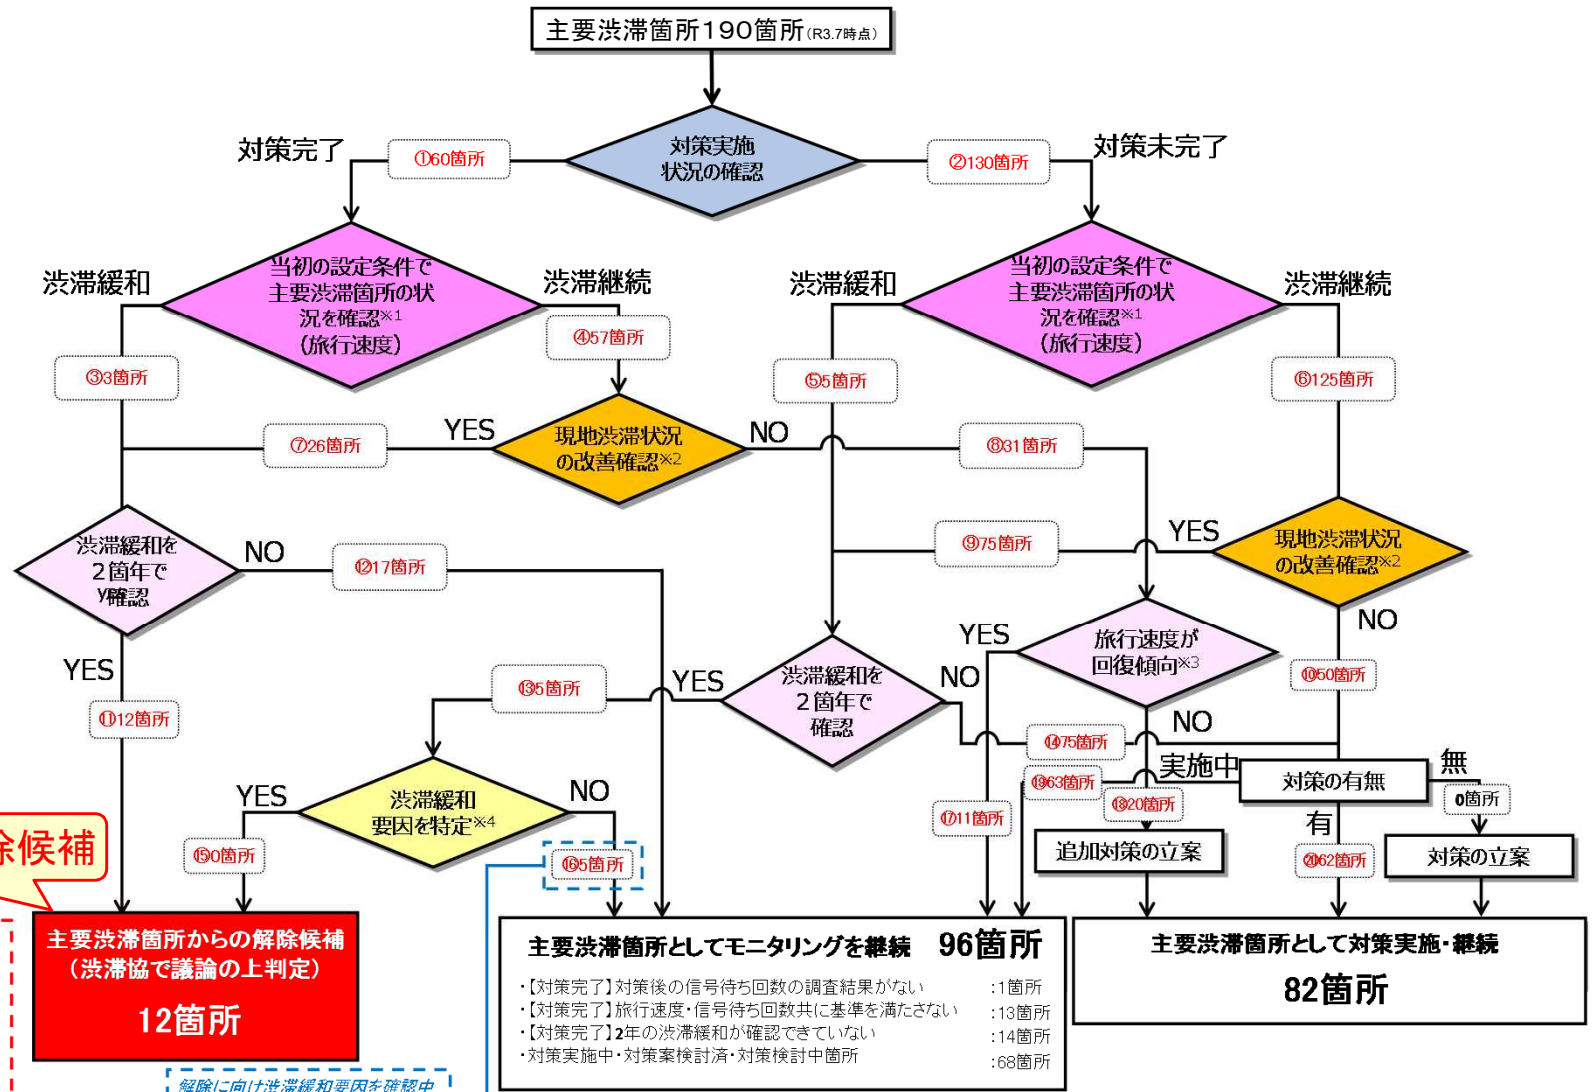 主要渋滞箇所190箇所(R3.7時点)
対策実施
状況の確認
対策完了
①60箇所
②130箇所
対策未完了
当初の設定条件で
主要渋滞箇所の状
況を確認※1
(旅行速度)
渋滞緩和
渋滞継続
③3箇所
④57箇所
当初の設定条件で
主要渋滞箇所の状
況を確認※1
(旅行速度)
渋滞緩和
渋滞継続
⑤5箇所
⑥125箇所
現地渋滞状況
の改善確認※2
YES
⑦26箇所
NO
⑧31箇所
現地渋滞状況
の改善確認※2
YES
⑨75箇所
NO
⑩50箇所
渋滞緩和を
2箇年で
確認
NO
⑫17箇所
YES
⑪12箇所
渋滞緩和を
2箇年で
確認
YES
⑬5箇所
NO
⑭75箇所
旅行速度が
回復傾向※3
YES
⑰11箇所
NO
⑱20箇所
渋滞緩和
要因を特定※4
YES
⑮0箇所
NO
⑯5箇所
対策の有無
実施中
⑲63箇所
有
⑳62箇所
無
0箇所
追加対策の立案
対策の立案
除候補
主要渋滞箇所からの解除候補
(渋滞協で議論の上判定)
12箇所
主要渋滞箇所としてモニタリングを継続 96箇所
・【対策完了】対策後の信号待ち回数の調査結果がない :1箇所
・【対策完了】旅行速度・信号待ち回数共に基準を満たさない :13箇所
・【対策完了】2年の渋滞緩和が確認できていない :14箇所
・対策実施中・対策案検討済・対策検討中箇所 :68箇所
主要渋滞箇所として対策実施・継続
82箇所
解除に向け渋滞緩和要因を確認中